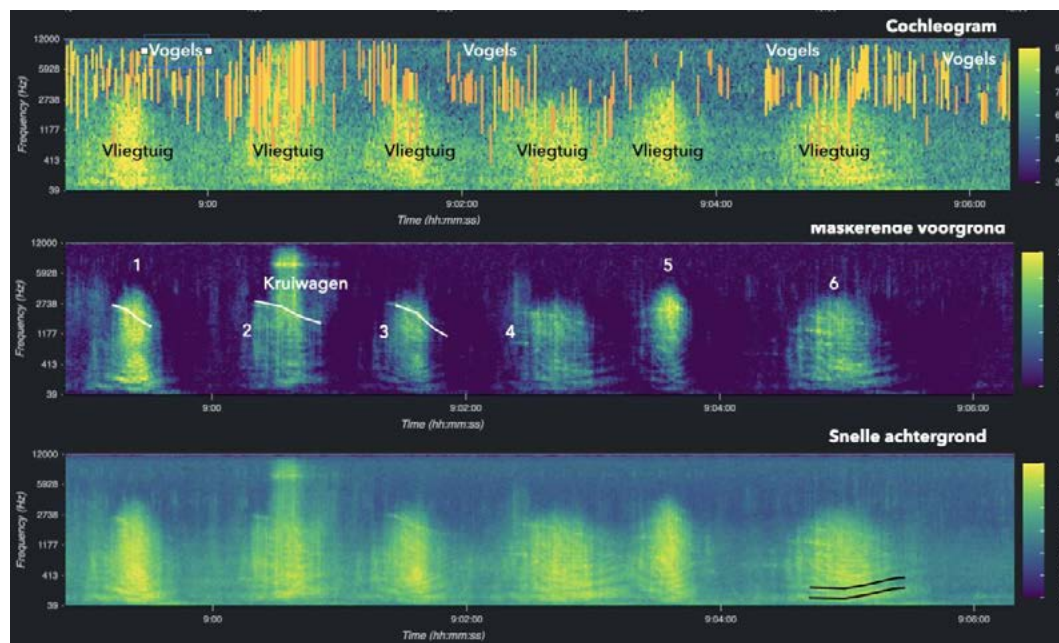 Cochleogram
12000
5928
2738
1177
413
39
Frequency (Hz)
Vogels
Vogels
Vogels
Vogels
Vliegtuig
Vliegtuig
Vliegtuig
Vliegtuig
Vliegtuig
Vliegtuig
9:00
9:02:00
9:04:00
9:06:00
Time (hh:mm:ss)
Maskerende voorgrond
12000
5928
2738
1177
413
39
Frequency (Hz)
1
Kruiwagen
2
3
4
5
6
9:00
9:02:00
9:04:00
9:06:00
Time (hh:mm:ss)
Snelle achtergrond
12000
5928
2738
1177
413
39
Frequency (Hz)
9:00
9:02:00
9:04:00
9:06:00
Time (hh:mm:ss)